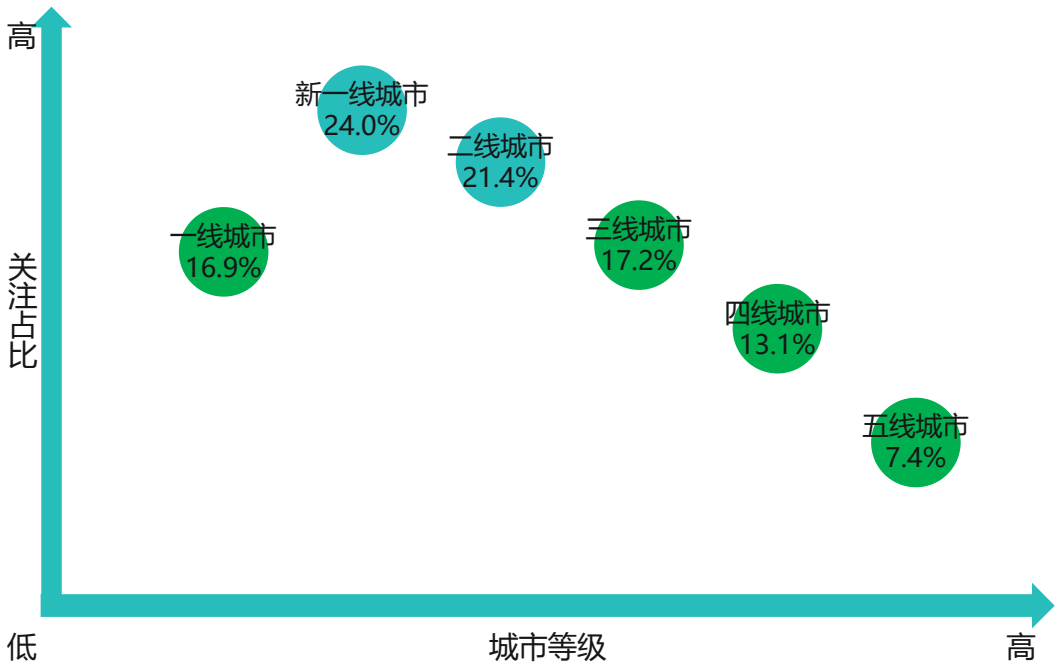 高
新一线城市
24.0%
二线城市
21.4%
一线城市
16.9%
三线城市
17.2%
关注占比
四线城市
13.1%
五线城市
7.4%
低
城市等级
高